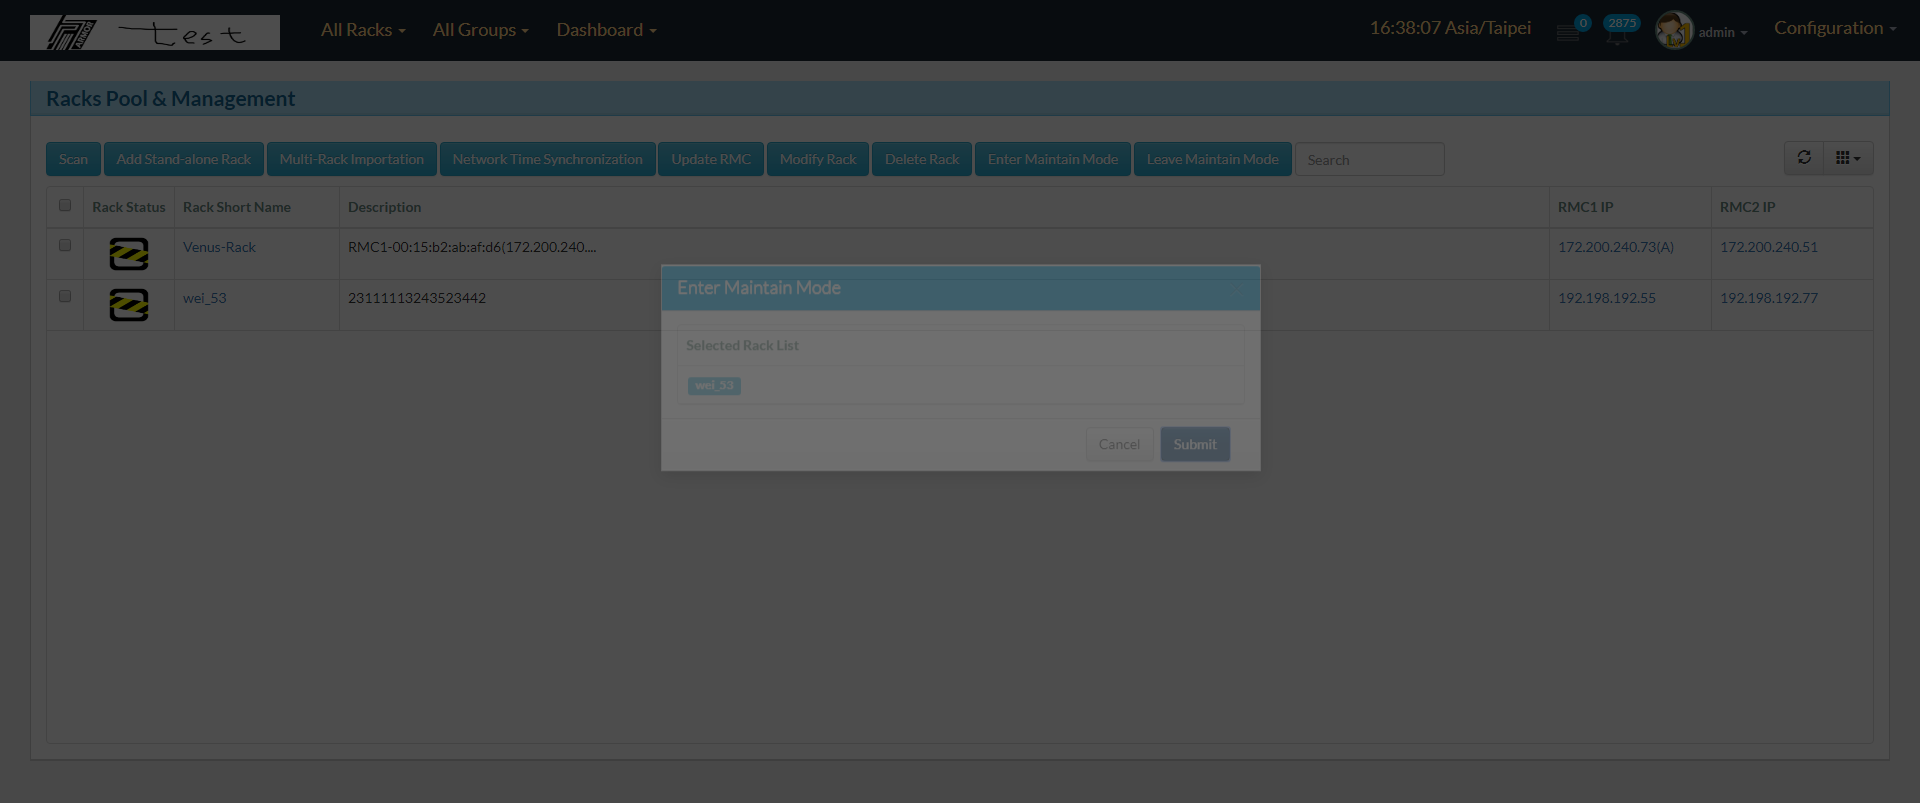 ARMOR test All Racks All Groups Dashboard 16:38:07 Asia/Taipei 0 2875 admin Configuration
Racks Pool & Management
Scan Add Stand-alone Rack Multi-Rack Importation Network Time Synchronization Update RMC Modify Rack Delete Rack Enter Maintain Mode Leave Maintain Mode Search
Rack Status Rack Short Name Description RMC1 IP RMC2 IP
Venus-Rack RMC1-00:15:b2:ab:af:d6(172.200.240.... 172.200.240.73(A) 172.200.240.51
wei_53 23111113243523442 192.198.192.55 192.198.192.77
Enter Maintain Mode
Selected Rack List
wei_53
Cancel Submit